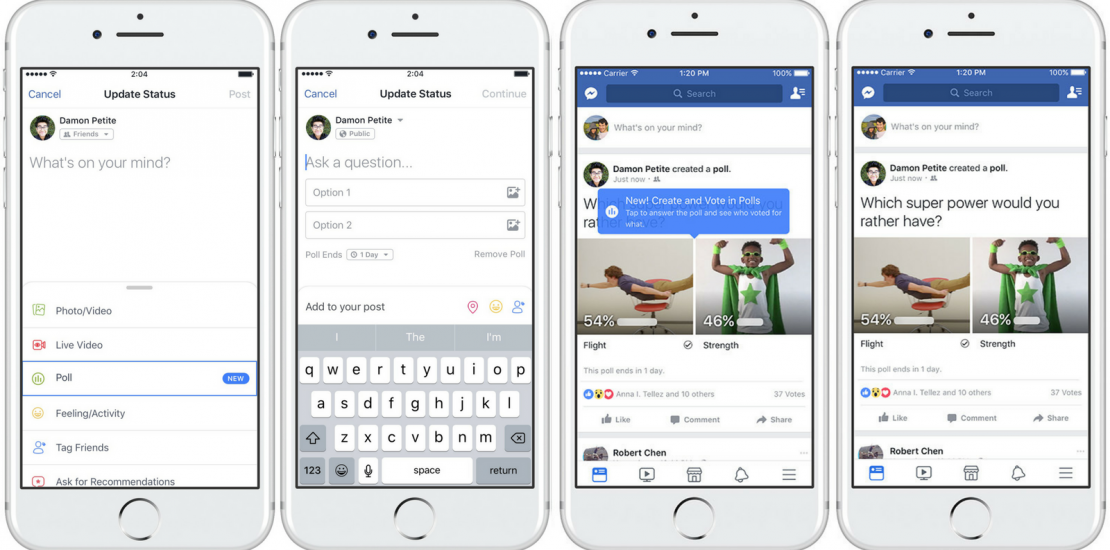 2:04
Cancel Update Status Post
Damon Petite
Friends
What's on your mind?
Photo/Video
Live Video
Poll NEW
Feeling/Activity
Tag Friends
Ask for Recommendations
2:04
Cancel Update Status Continue
Damon Petite
Public
Ask a question...
Option 1
Option 2
Poll Ends 1 Day Remove Poll
Add to your post
I The I'm
q w e r t y u i o p
a s d f g h j k l
z x c v b n m
123 space return
Carrier 1:20 PM 100%
Search
What's on your mind?
Damon Petite created a poll.
Just now
New! Create and Vote in Polls
Tap to answer the poll and see who voted for
what.
54% 46%
Flight Strength
This poll ends in 1 day.
Anna I. Tellez and 10 others 37 Votes
Like Comment Share
Robert Chen
Carrier 1:20 PM 100%
Search
What's on your mind?
Damon Petite created a poll.
Just now
Which super power would you
rather have?
54% 46%
Flight Strength
This poll ends in 1 day.
Anna I. Tellez and 10 others 37 Votes
Like Comment Share
Robert Chen